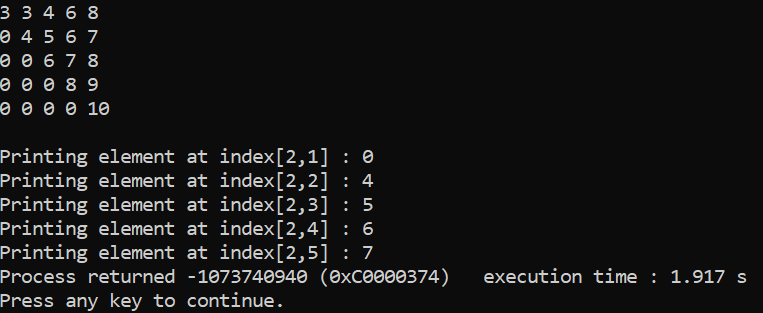 3 3 4 6 8
0 4 5 6 7
0 0 6 7 8
0 0 0 8 9
0 0 0 0 10
Printing element at index[2,1] : 0
Printing element at index[2,2] : 4
Printing element at index[2,3] : 5
Printing element at index[2,4] : 6
Printing element at index[2,5] : 7
Process returned -1073740940 (0xC0000374)   execution time : 1.917 s
Press any key to continue.